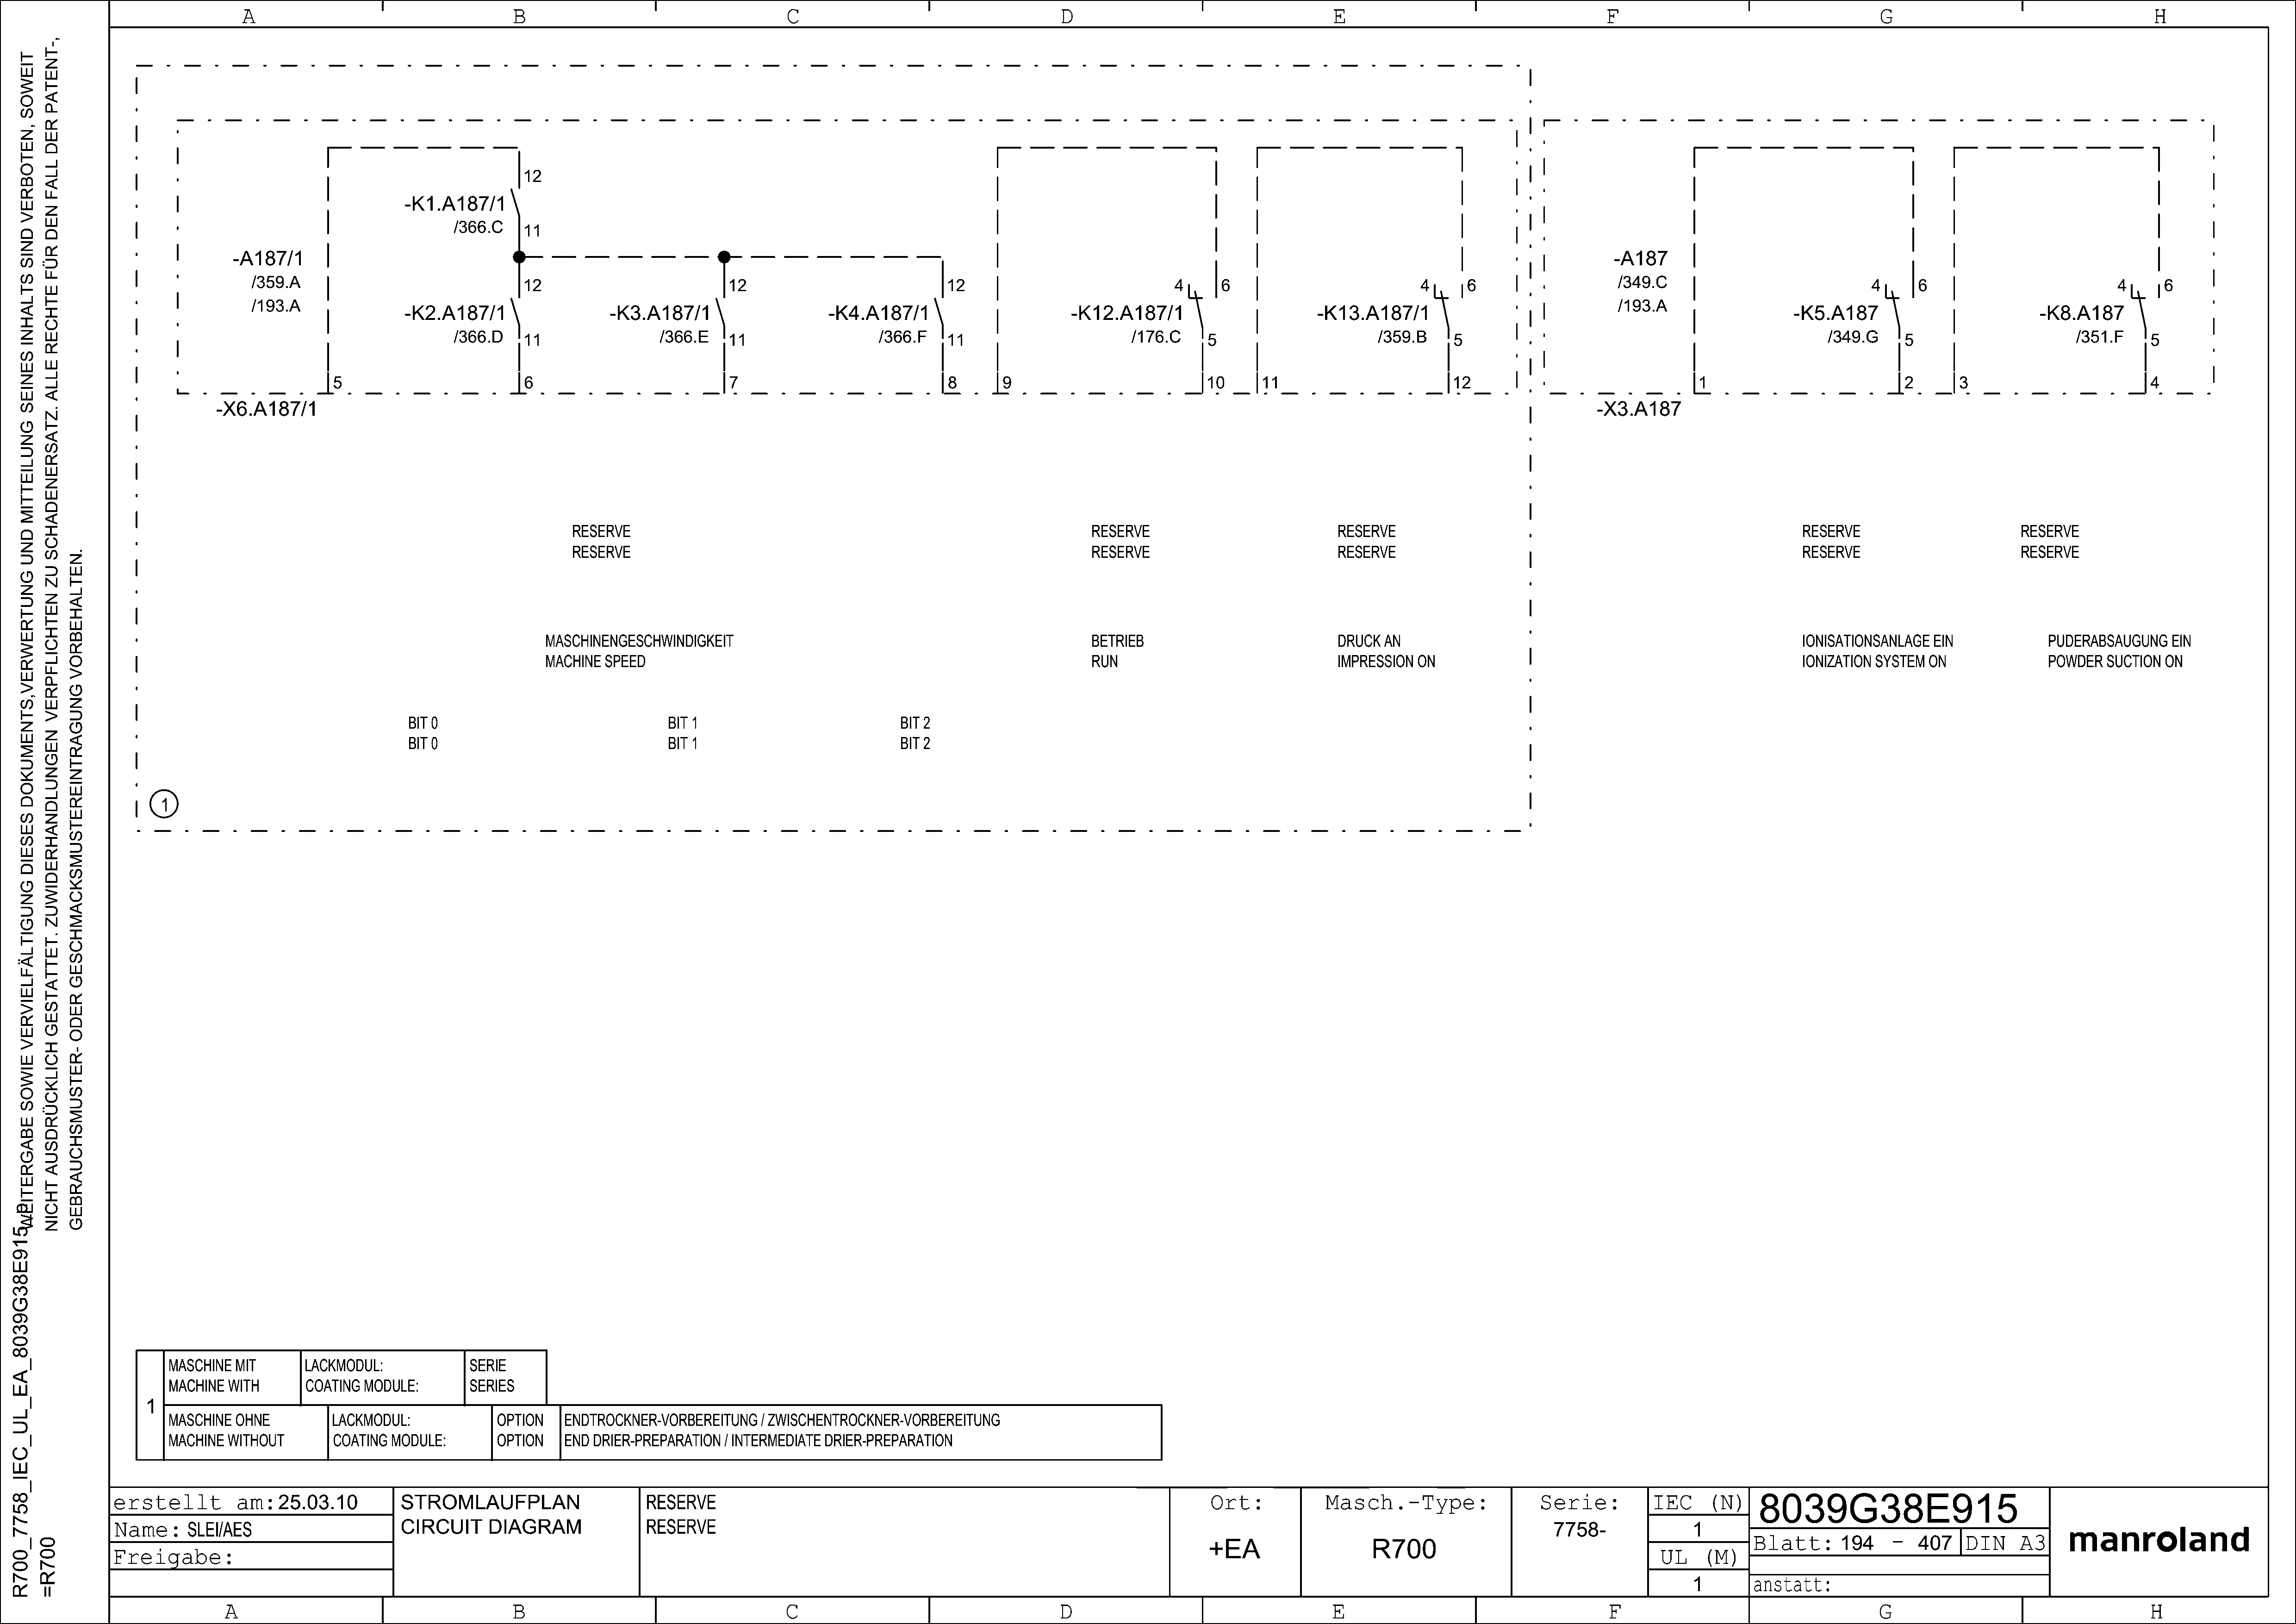 A B C D E F G H
WEITERGABE SOWIE VERVIELFÄLTIGUNG DIESES DOKUMENTS,VERWERTUNG UND MITTEILUNG SEINES INHALTS SIND VERBOTEN, SOWEIT
NICHT AUSDRÜCKLICH GESTATTET. ZUWIDERHANDLUNGEN VERPFLICHTEN ZU SCHADENERSATZ. ALLE RECHTE FÜR DEN FALL DER PATENT-,
GEBRAUCHSMUSTER- ODER GESCHMACKSMUSTEREINTRAGUNG VORBEHALTEN.
12
-K1.A187/1
/366.C
11
-A187/1
/359.A
/193.A
12
-K2.A187/1
/366.D
11
12
-K3.A187/1
/366.E
11
12
-K4.A187/1
/366.F
11
4 6
-K12.A187/1
/176.C
5
4 6
-K13.A187/1
/359.B
5
-A187
/349.C
/193.A
4 6
-K5.A187
/349.G
5
4 6
-K8.A187
/351.F
5
5 6 7 8 9 10 11 12 1 2 3 4
-X6.A187/1 -X3.A187
RESERVE RESERVE RESERVE RESERVE RESERVE
RESERVE RESERVE RESERVE RESERVE RESERVE
MASCHINENGESCHWINDIGKEIT BETRIEB DRUCK AN IONISATIONSANLAGE EIN PUDERABSAUGUNG EIN
MACHINE SPEED RUN IMPRESSION ON IONIZATION SYSTEM ON POWDER SUCTION ON
BIT 0 BIT 1 BIT 2
BIT 0 BIT 1 BIT 2
1
1
MASCHINE MIT LACKMODUL: SERIE
MACHINE WITH COATING MODULE: SERIES
MASCHINE OHNE LACKMODUL: OPTION ENDTROCKNER-VORBEREITUNG / ZWISCHENTROCKNER-VORBEREITUNG
MACHINE WITHOUT COATING MODULE: OPTION END DRIER-PREPARATION / INTERMEDIATE DRIER-PREPARATION
=R700
erstellt am: 25.03.10
Name: SLEI/AES
Freigabe:
STROMLAUFPLAN
CIRCUIT DIAGRAM
RESERVE
RESERVE
Ort:
+EA
Masch.-Type:
R700
Serie:
7758-
IEC (N)
1
UL (M)
1
8039G38E915
Blatt: 194 - 407 DIN A3
anstatt:
manroland
A B C D E F G H